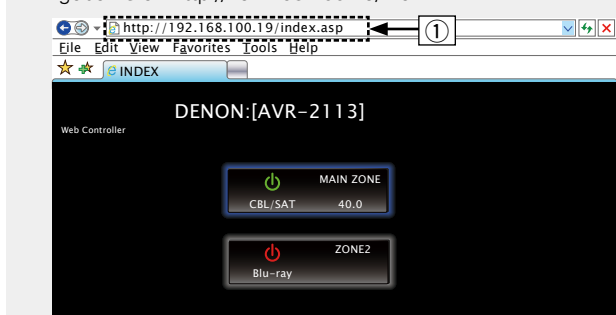 http://192.168.100.19/index.asp
①
File Edit View Favorites Tools Help
INDEX
DENON:[AVR-2113]
Web Controller
MAIN ZONE
CBL/SAT 40.0
ZONE2
Blu-ray